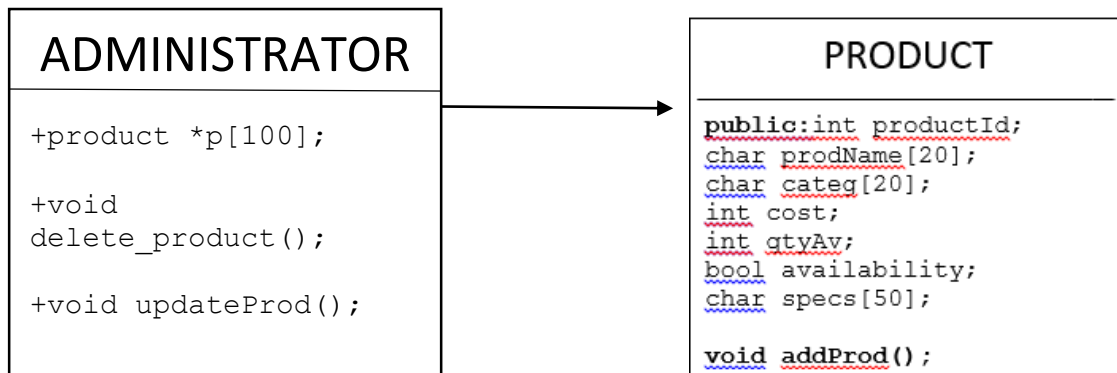 ADMINISTRATOR
+product *p[100];
+void
delete_product();
+void updateProd();
PRODUCT
public:int productId;
char prodName[20];
char categ[20];
int cost;
int qtyAv;
bool availability;
char specs[50];
void addProd();